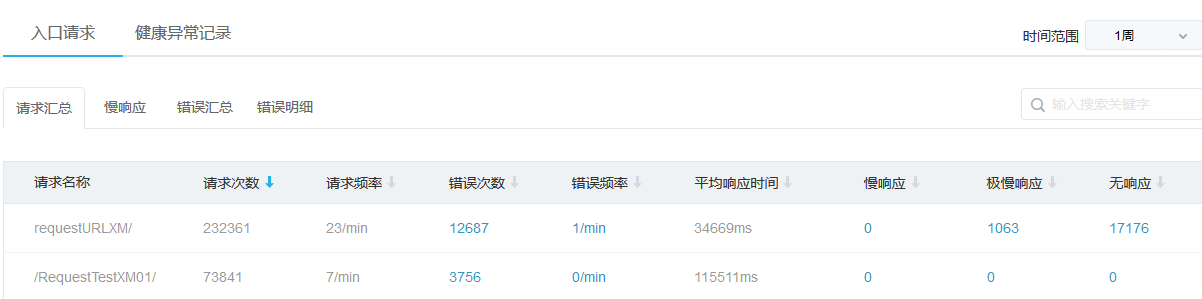 入口请求 健康异常记录 时间范围 1周
请求汇总 慢响应 错误汇总 错误明细 输入搜索关键字
请求名称 请求次数 请求频率 错误次数 错误频率 平均响应时间 慢响应 极慢响应 无响应
requestURLXM/ 232361 23/min 12687 1/min 34669ms 0 1063 17176
/RequestTestXM01/ 73841 7/min 3756 0/min 115511ms 0 0 0